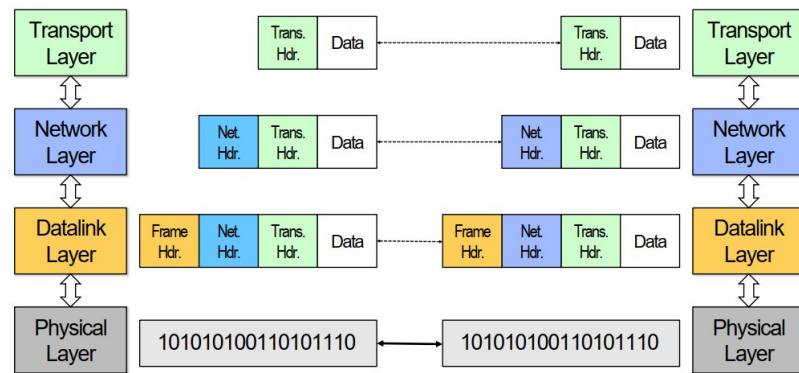 Transport Layer
Trans. Hdr.
Data
Trans. Hdr.
Data
Transport Layer
Network Layer
Net. Hdr.
Trans. Hdr.
Data
Net. Hdr.
Trans. Hdr.
Data
Network Layer
Datalink Layer
Frame Hdr.
Net. Hdr.
Trans. Hdr.
Data
Frame Hdr.
Net. Hdr.
Trans. Hdr.
Data
Datalink Layer
Physical Layer
101010100110101110
101010100110101110
Physical Layer